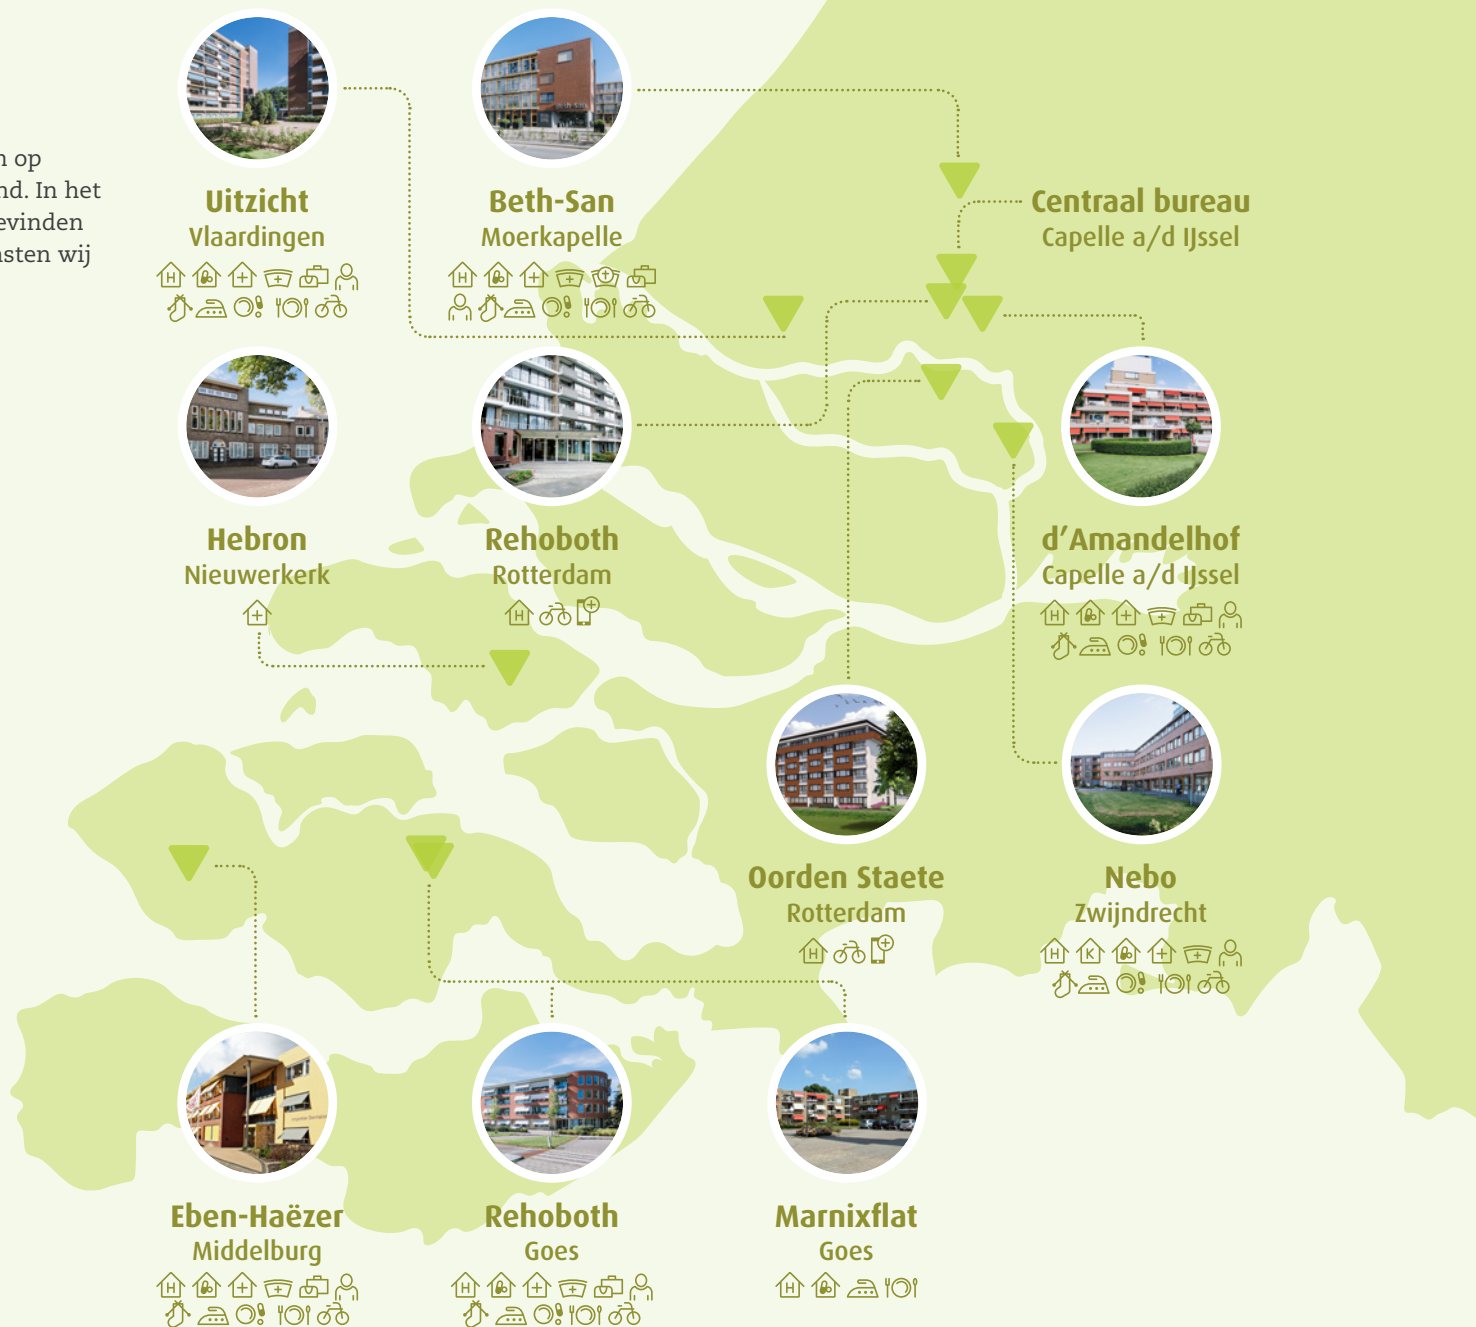 n op
nd. In het
evinden
nsten wij
Uitzicht
Vlaardingen
Beth-San
Moerkapelle
Centraal bureau
Capelle a/d IJssel
Hebron
Nieuwerkerk
Rehoboth
Rotterdam
d'Amandelhof
Capelle a/d IJssel
Oorden Staete
Rotterdam
Nebo
Zwijndrecht
Eben-Haëzer
Middelburg
Rehoboth
Goes
Marnixflat
Goes